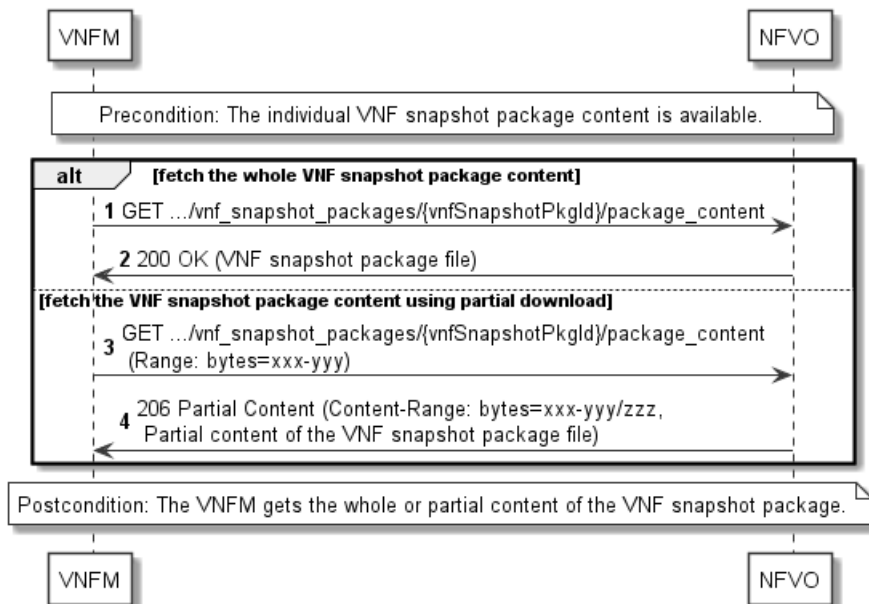 VNFM NFVO
Precondition: The individual VNF snapshot package content is available.
alt [fetch the whole VNF snapshot package content]
1 GET .../vnf_snapshot_packages/{vnfSnapshotPkgId}/package_content
2 200 OK (VNF snapshot package file)
[fetch the VNF snapshot package content using partial download]
3 GET .../vnf_snapshot_packages/{vnfSnapshotPkgId}/package_content
(Range: bytes=xxx-yyy)
4 206 Partial Content (Content-Range: bytes=xxx-yyy/zzz,
Partial content of the VNF snapshot package file)
Postcondition: The VNFM gets the whole or partial content of the VNF snapshot package.
VNFM NFVO